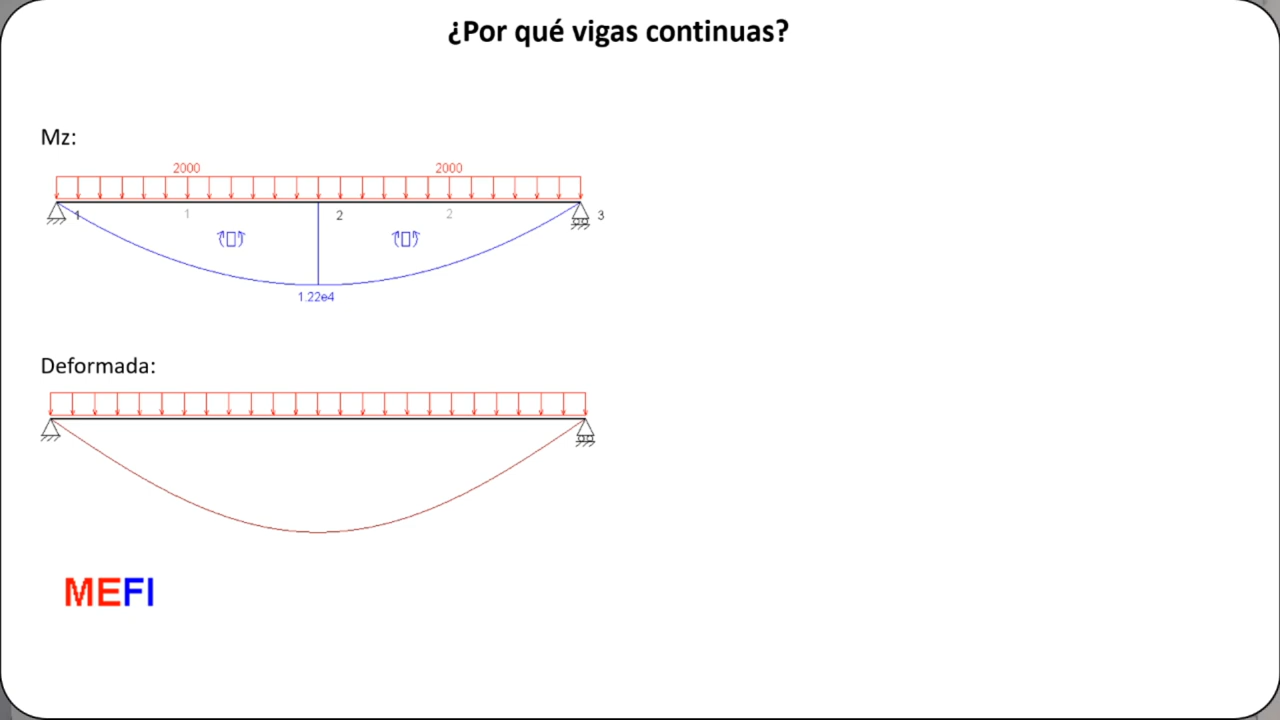 ¿Por qué vigas continuas?
Mz:
2000 2000
1 1 2 2 3
1.22e4
Deformada:
MEFI